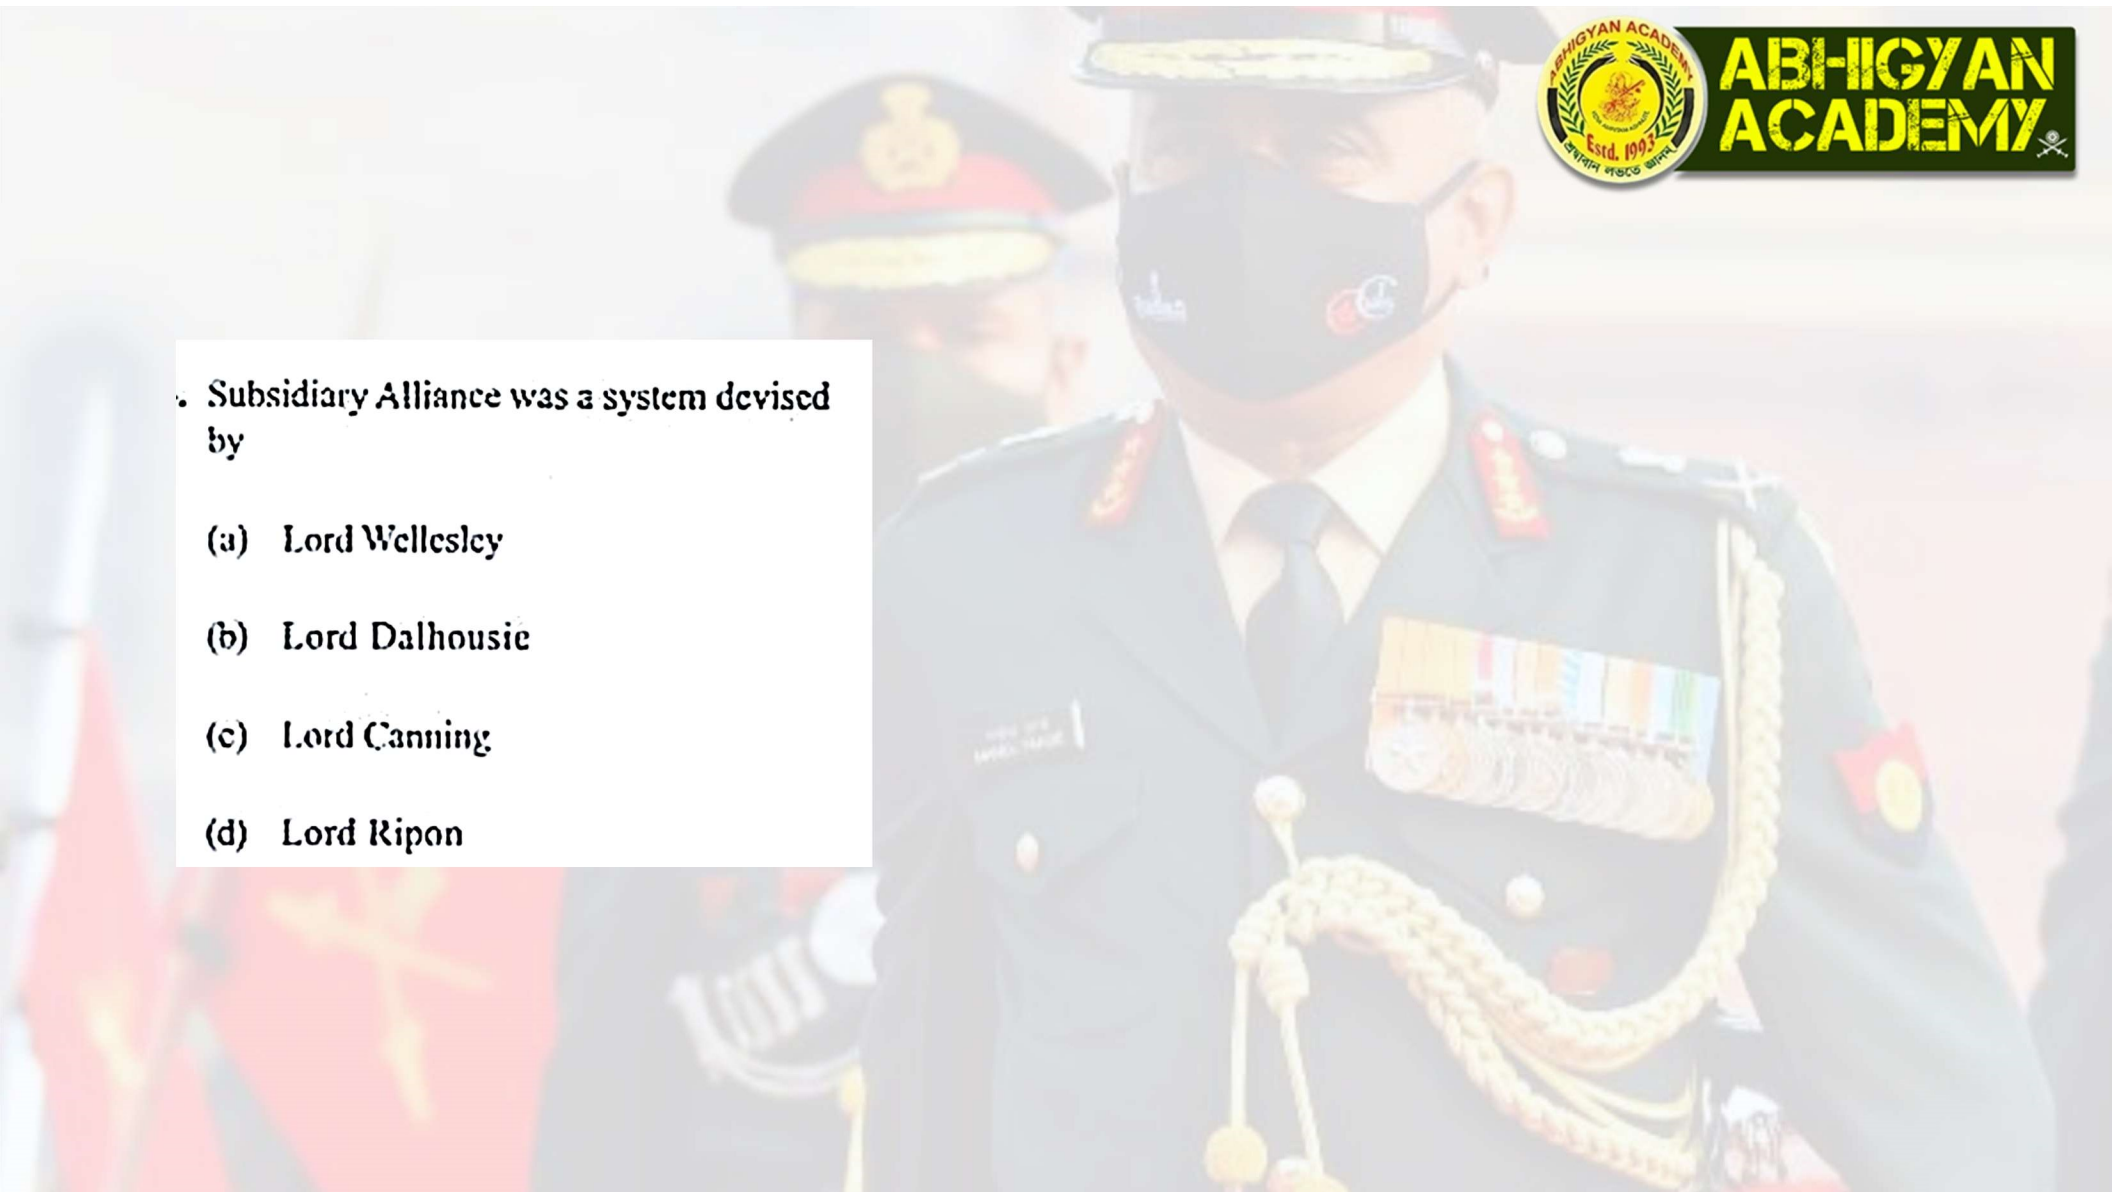 ABHIGYAN ACADEMY
ABHIGYAN
ACADEMY
Estd. 1993
Subsidiary Alliance was a system devised
by
(a) Lord Wellesley
(b) Lord Dalhousie
(c) Lord Canning
(d) Lord Ripon